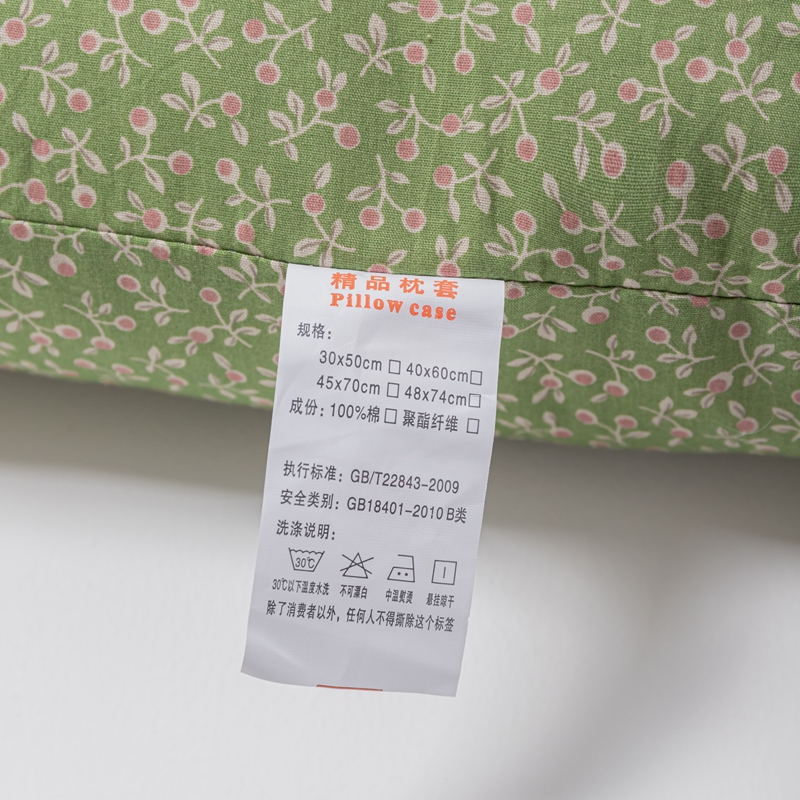 精品枕套
Pillow case
规格：
30x50cm □ 40x60cm □
45x70cm □ 48x74cm □
成份：100%棉 □ 聚酯纤维 □
执行标准：GB/T22843-2009
安全类别：GB18401-2010 B类
洗涤说明：
30℃
30℃以下温度水洗 不可漂白 中温熨烫 悬挂晾干
除了消费者以外，任何人不得撕除这个标签